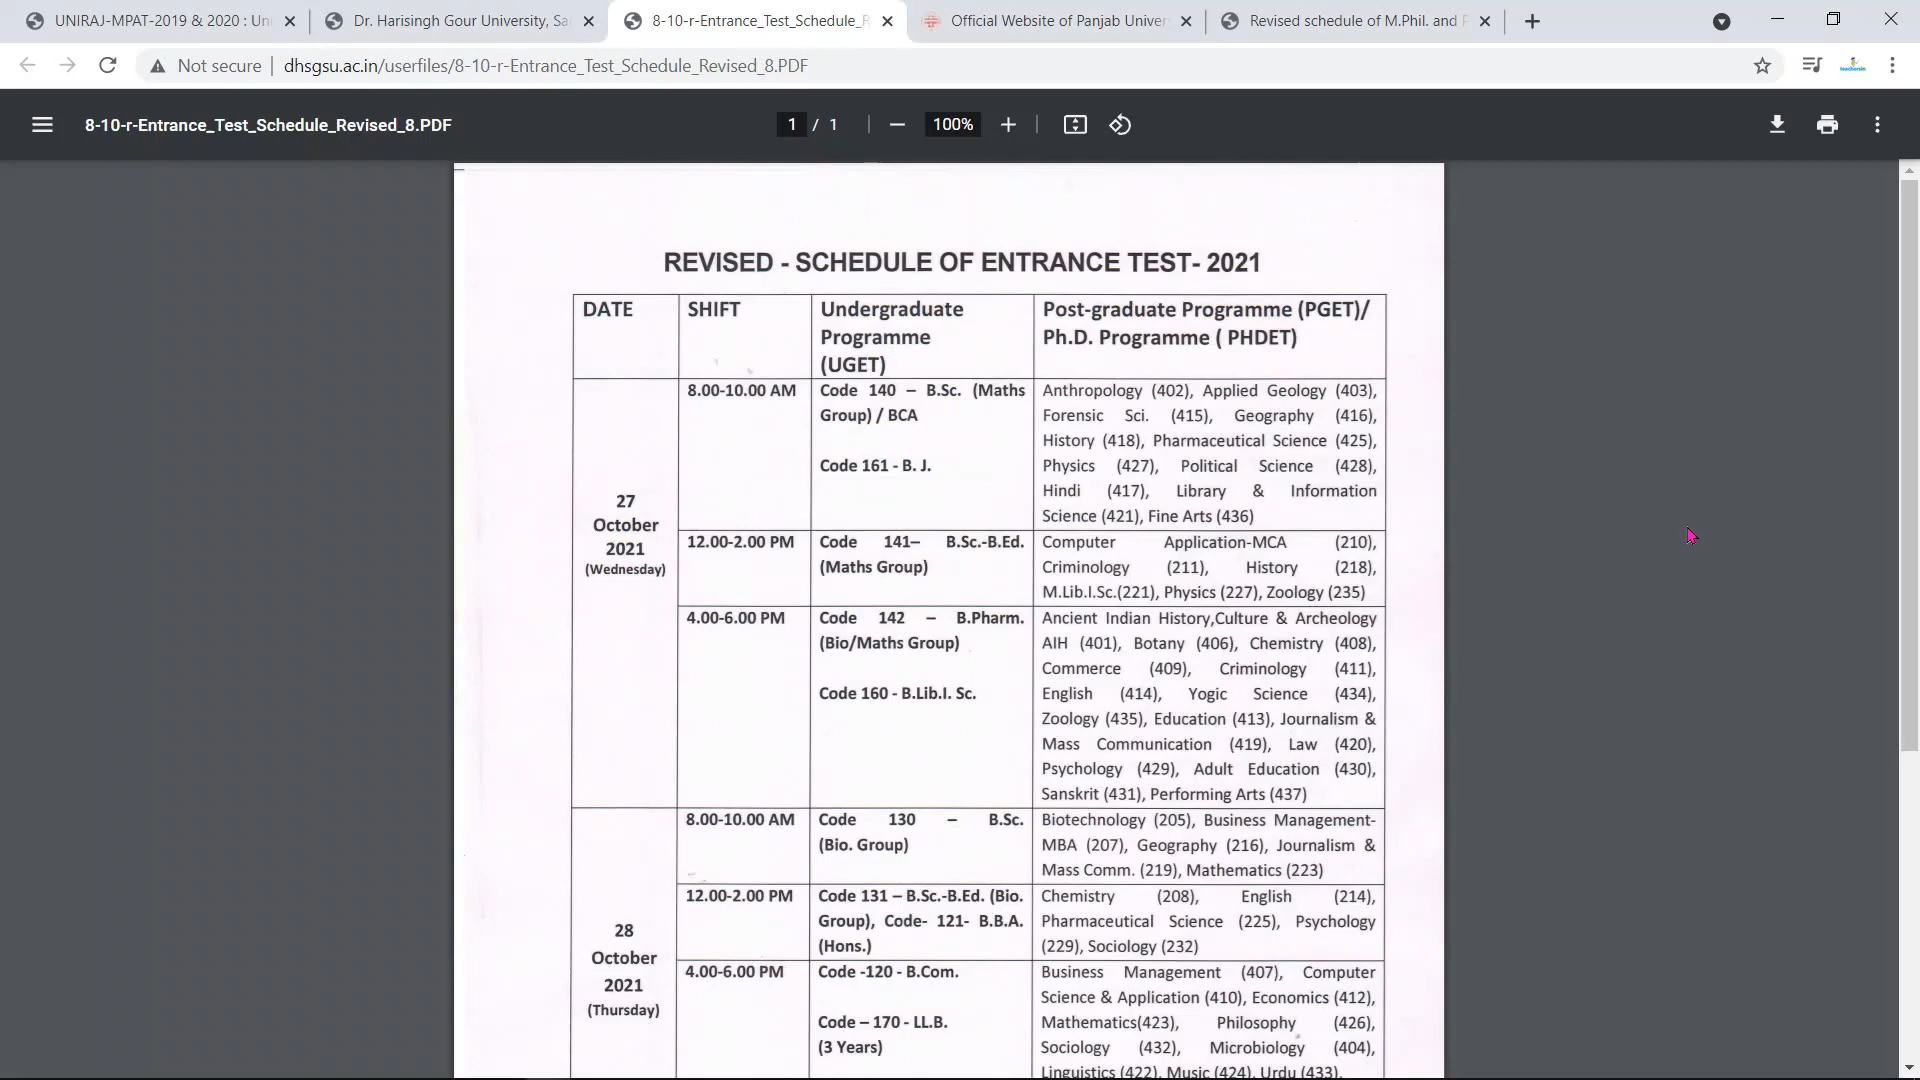 UNIRAJ-MPAT-2019 & 2020 : Un
Dr. Harisingh Gour University, Sa
8-10-r-Entrance_Test_Schedule_R
Official Website of Panjab Univer
Revised schedule of M.Phil. and P
Not secure
dhsgsu.ac.in/userfiles/8-10-r-Entrance_Test_Schedule_Revised_8.PDF
8-10-r-Entrance_Test_Schedule_Revised_8.PDF
1 / 1
100%
REVISED - SCHEDULE OF ENTRANCE TEST- 2021
DATE
SHIFT
Undergraduate
Programme
(UGET)
Post-graduate Programme (PGET)/
Ph.D. Programme ( PHDET)
27
October
2021
(Wednesday)
8.00-10.00 AM
Code 140 – B.Sc. (Maths
Group) / BCA
Code 161 - B. J.
Anthropology (402), Applied Geology (403),
Forensic Sci. (415), Geography (416),
History (418), Pharmaceutical Science (425),
Physics (427), Political Science (428),
Hindi (417), Library & Information
Science (421), Fine Arts (436)
12.00-2.00 PM
Code 141– B.Sc.-B.Ed.
(Maths Group)
Computer Application-MCA (210),
Criminology (211), History (218),
M.Lib.I.Sc.(221), Physics (227), Zoology (235)
4.00-6.00 PM
Code 142 – B.Pharm.
(Bio/Maths Group)
Code 160 - B.Lib.I. Sc.
Ancient Indian History,Culture & Archeology
AIH (401), Botany (406), Chemistry (408),
Commerce (409), Criminology (411),
English (414), Yogic Science (434),
Zoology (435), Education (413), Journalism &
Mass Communication (419), Law (420),
Psychology (429), Adult Education (430),
Sanskrit (431), Performing Arts (437)
28
October
2021
(Thursday)
8.00-10.00 AM
Code 130 – B.Sc.
(Bio. Group)
Biotechnology (205), Business Management-
MBA (207), Geography (216), Journalism &
Mass Comm. (219), Mathematics (223)
12.00-2.00 PM
Code 131 – B.Sc.-B.Ed. (Bio.
Group), Code- 121- B.B.A.
(Hons.)
Chemistry (208), English (214),
Pharmaceutical Science (225), Psychology
(229), Sociology (232)
4.00-6.00 PM
Code -120 - B.Com.
Code – 170 - LL.B.
(3 Years)
Business Management (407), Computer
Science & Application (410), Economics (412),
Mathematics(423), Philosophy (426),
Sociology (432), Microbiology (404),
Linguistics (422), Music (424), Urdu (433),